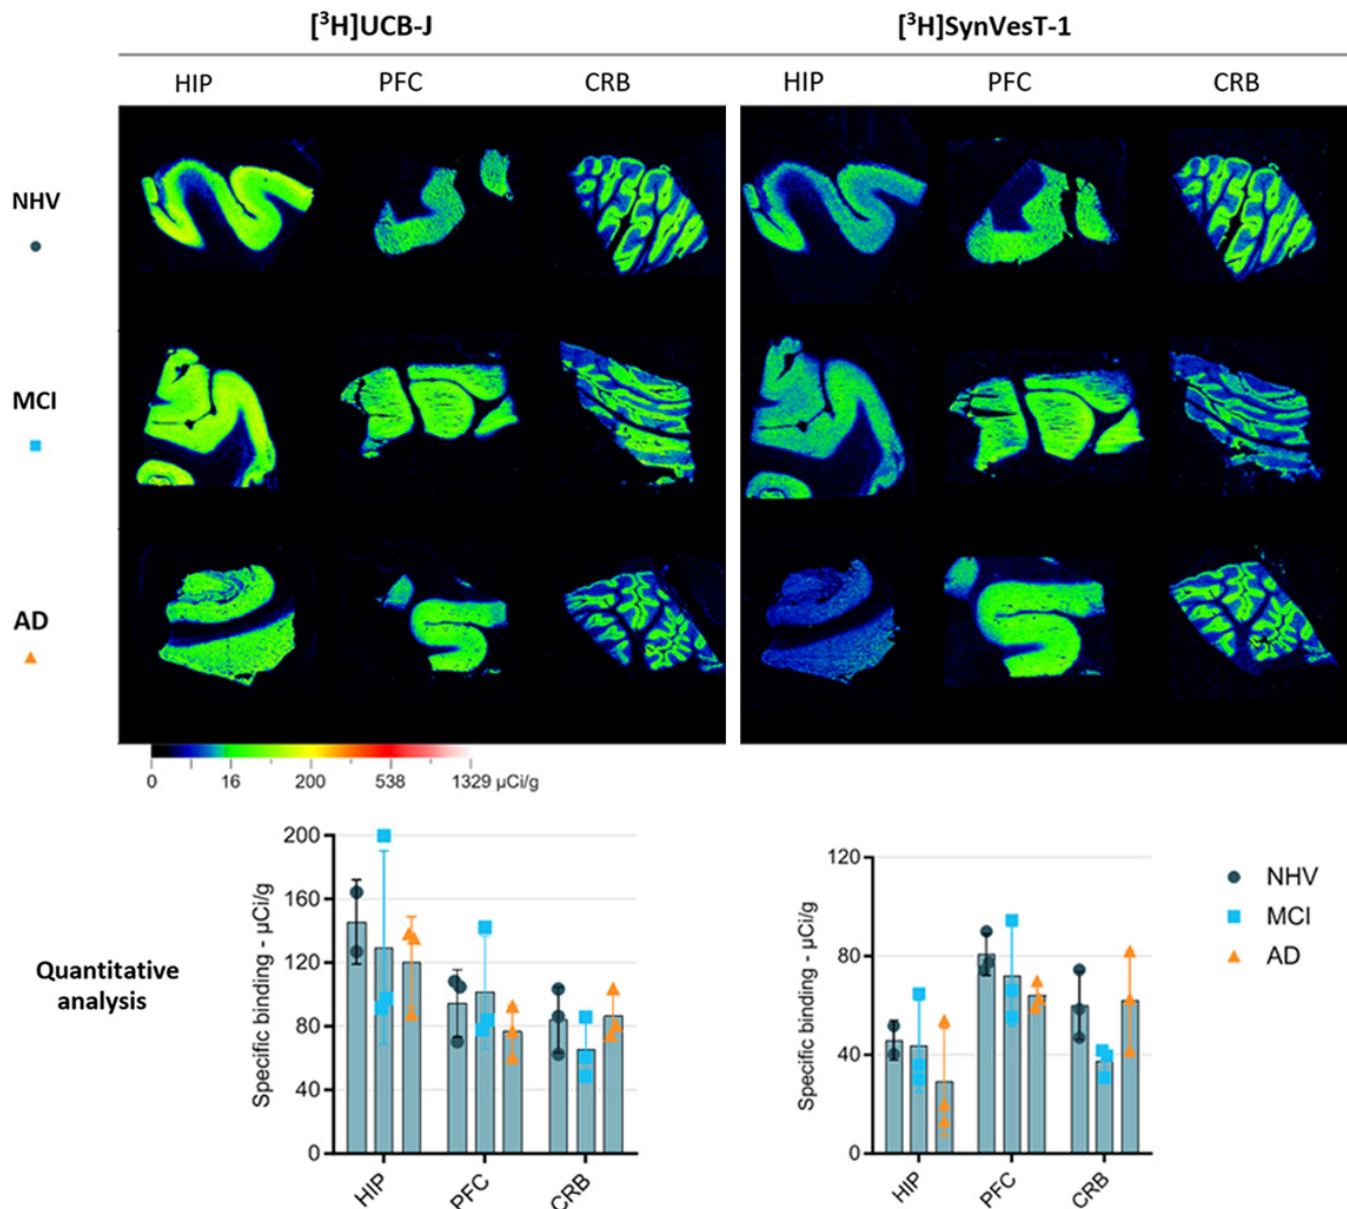 [³H]UCB-J [³H]SynVesT-1
HIP PFC CRB HIP PFC CRB
NHV
MCI
AD
0 16 200 538 1329 µCi/g
Quantitative
analysis
Specific binding - µCi/g
200
160
120
80
40
0
HIP PFC CRB
Specific binding - µCi/g
120
80
40
0
HIP PFC CRB
NHV
MCI
AD